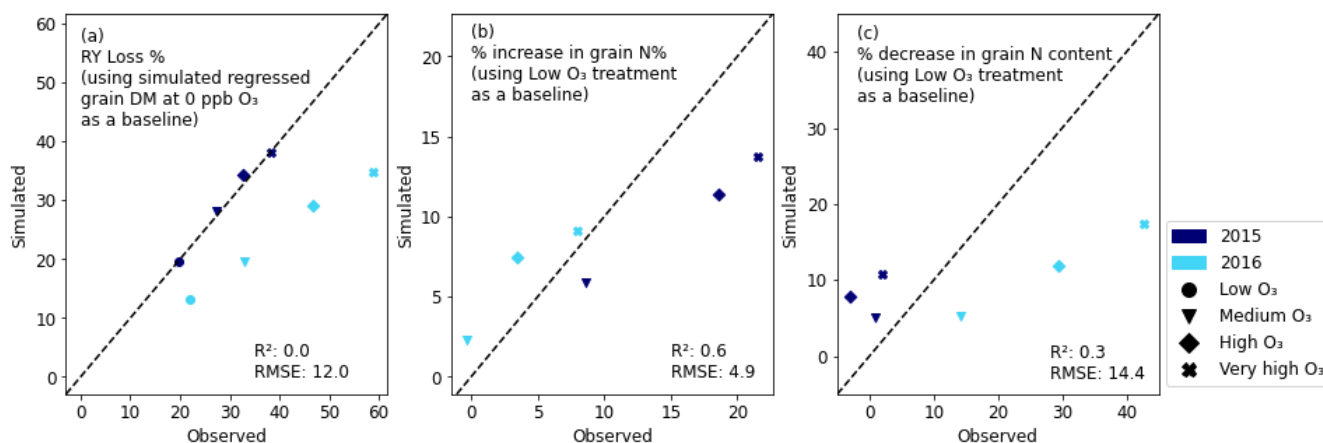 (a)
RY Loss %
(using simulated regressed
grain DM at 0 ppb O₃
as a baseline)
60
50
40
30
20
10
0
Simulated
R²: 0.0
RMSE: 12.0
0 10 20 30 40 50 60
Observed
(b)
% increase in grain N%
(using Low O₃ treatment
as a baseline)
20
15
10
5
0
Simulated
R²: 0.6
RMSE: 4.9
0 5 10 15 20
Observed
(c)
% decrease in grain N content
(using Low O₃ treatment
as a baseline)
40
30
20
10
0
Simulated
R²: 0.3
RMSE: 14.4
0 10 20 30 40
Observed
2015
2016
Low O₃
Medium O₃
High O₃
Very high O₃